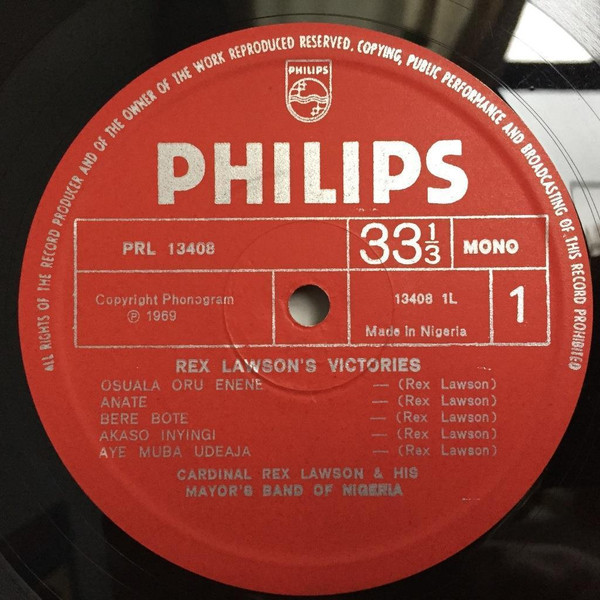 ALL RIGHTS OF THE RECORD PRODUCER AND OF THE OWNER OF THE WORK REPRODUCED RESERVED. COPYING, PUBLIC PERFORMANCE AND BROADCASTING OF THIS RECORD PROHIBITED
PHILIPS
PHILIPS
PRL 13408
33 1/3
MONO
Copyright Phonogram
℗ 1969
13408 1L
Made in Nigeria
1
REX LAWSON'S VICTORIES
OSUALA ORU ENENE — (Rex Lawson)
ANATE — (Rex Lawson)
BERE BOTE — (Rex Lawson)
AKASO INYINGI — (Rex Lawson)
AYE MUBA UDEAJA — (Rex Lawson)
CARDINAL REX LAWSON & HIS
MAYOR'S BAND OF NIGERIA